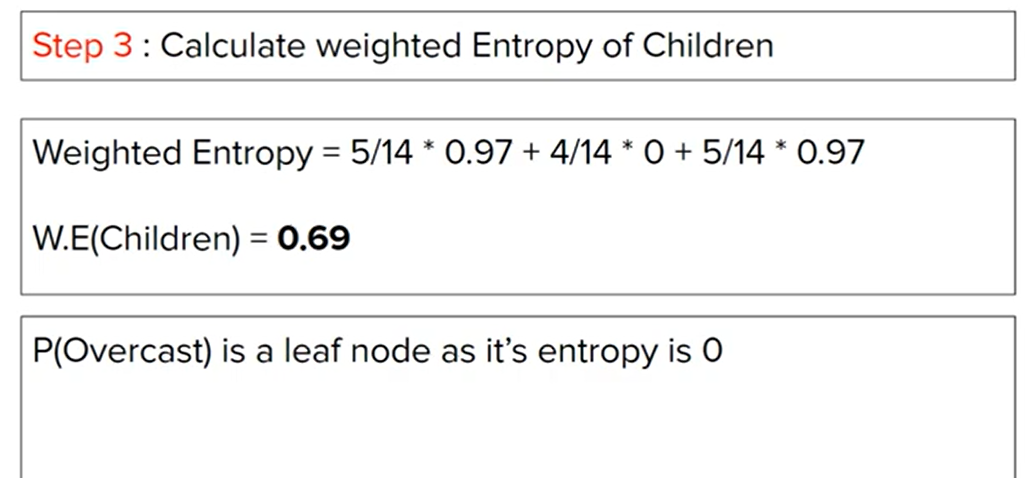 Step 3 : Calculate weighted Entropy of Children
Weighted Entropy = 5/14 * 0.97 + 4/14 * 0 + 5/14 * 0.97
W.E(Children) = 0.69
P(Overcast) is a leaf node as it’s entropy is 0